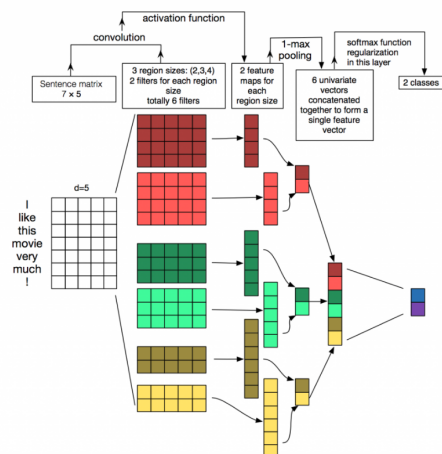 activation function
convolution
1-max
pooling
softmax function
regularization
in this layer
Sentence matrix
7 × 5
3 region sizes: (2,3,4)
2 filters for each region
size
totally 6 filters
2 feature
maps for
each
region size
6 univariate
vectors
concatenated
together to form a
single feature
vector
2 classes
d=5
I
like
this
movie
very
much
!